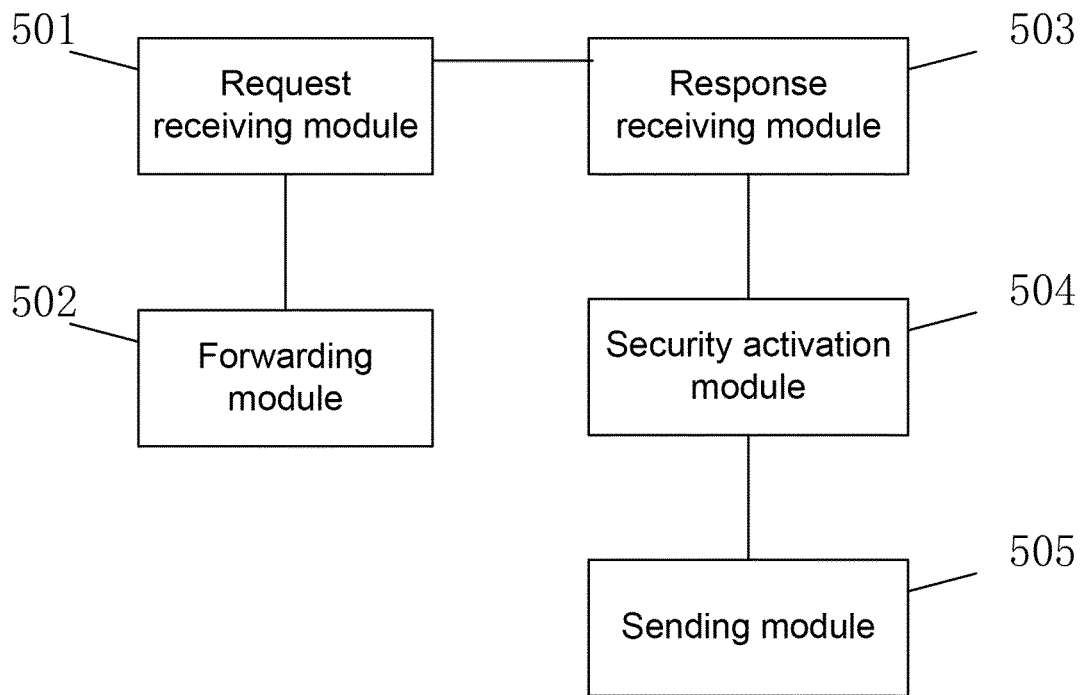 501
Request
receiving module
503
Response
receiving module
502
Forwarding
module
504
Security activation
module
505
Sending module